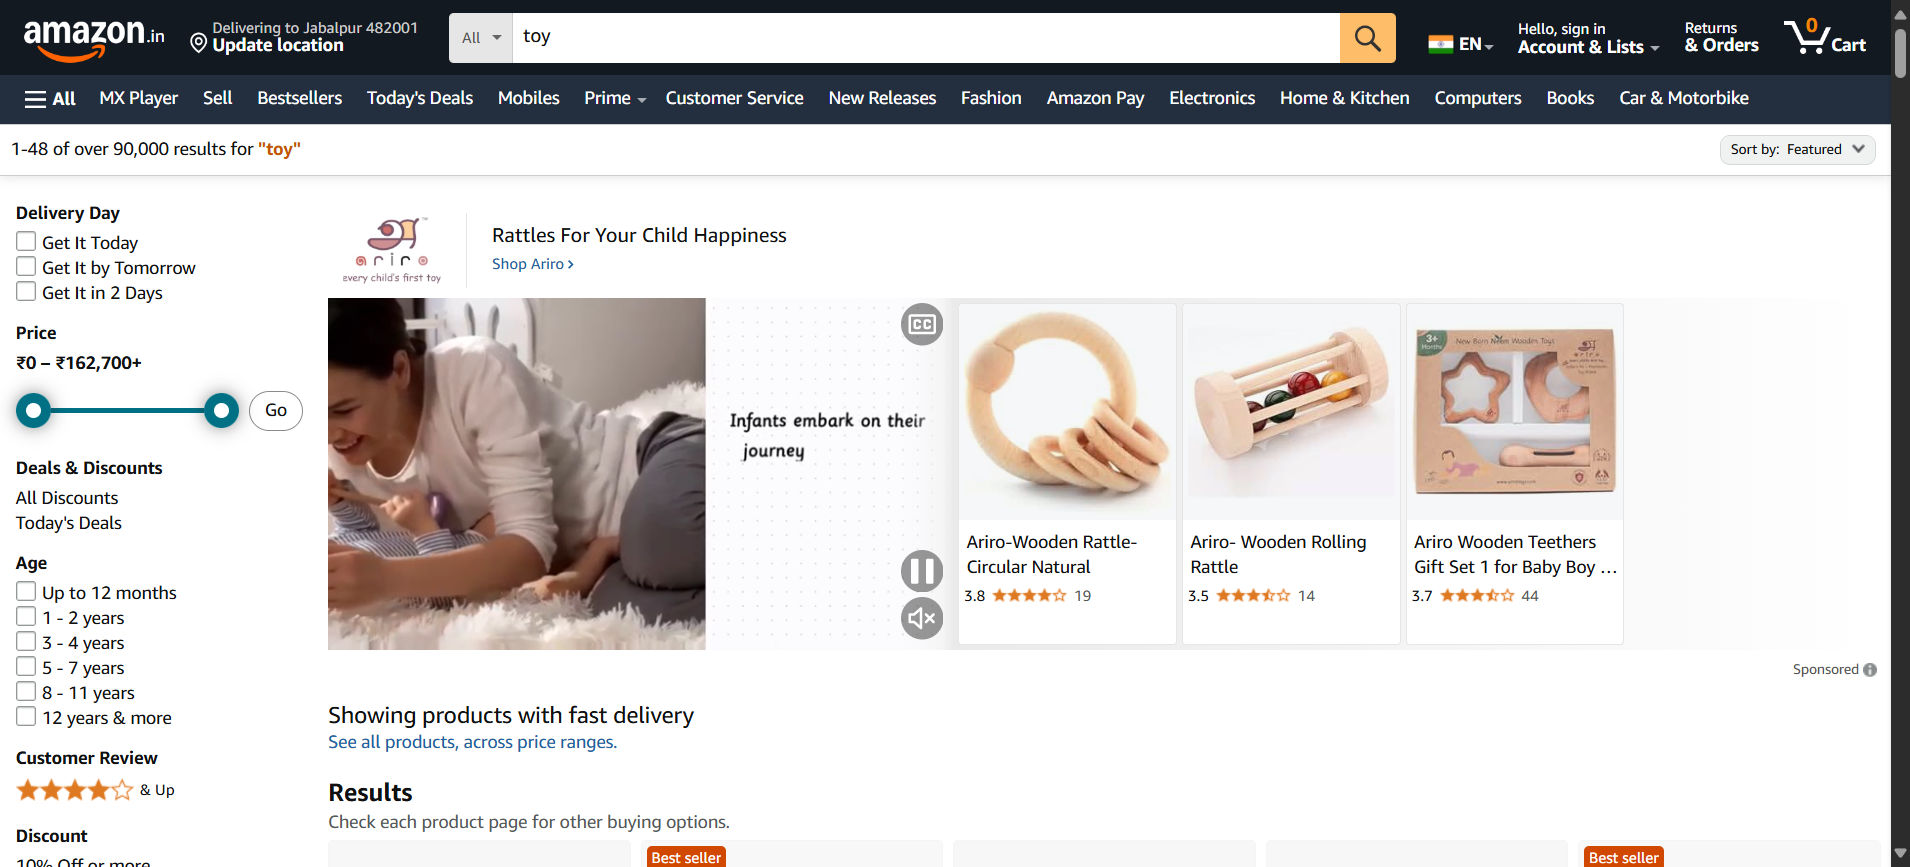 amazon.in
Delivering to Jabalpur 482001
Update location
All
toy
EN
Hello, sign in
Account & Lists
Returns
& Orders
0
Cart
All
MX Player
Sell
Bestsellers
Today's Deals
Mobiles
Prime
Customer Service
New Releases
Fashion
Amazon Pay
Electronics
Home & Kitchen
Computers
Books
Car & Motorbike
1-48 of over 90,000 results for "toy"
Sort by: Featured
Delivery Day
Get It Today
Get It by Tomorrow
Get It in 2 Days
Price
₹0 – ₹162,700+
Go
Deals & Discounts
All Discounts
Today's Deals
Age
Up to 12 months
1 - 2 years
3 - 4 years
5 - 7 years
8 - 11 years
12 years & more
Customer Review
& Up
Discount
10% Off or more
ariro
every child's first toy
Rattles For Your Child Happiness
Shop Ariro ›
CC
Infants embark on their
journey
3+
Months
New Born Neem Wooden Toys
ariro
Ariro-Wooden Rattle-
Circular Natural
3.8
19
Ariro- Wooden Rolling
Rattle
3.5
14
Ariro Wooden Teethers
Gift Set 1 for Baby Boy ...
3.7
44
Sponsored
Showing products with fast delivery
See all products, across price ranges.
Results
Check each product page for other buying options.
Best seller
Best seller